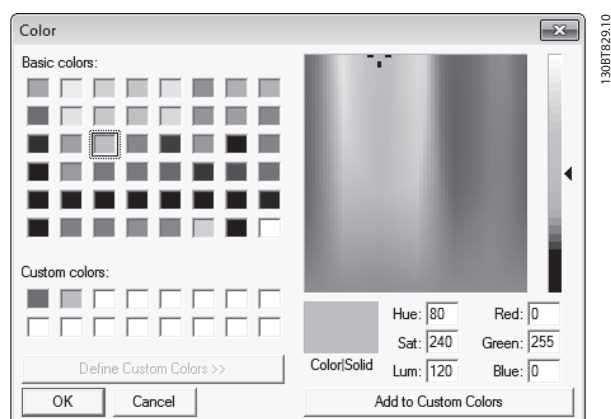 Color
Basic colors:
Custom colors:
Define Custom Colors >>
OK
Cancel
Color|Solid
Hue: 80
Sat: 240
Lum: 120
Red: 0
Green: 255
Blue: 0
Add to Custom Colors
130BT829.10